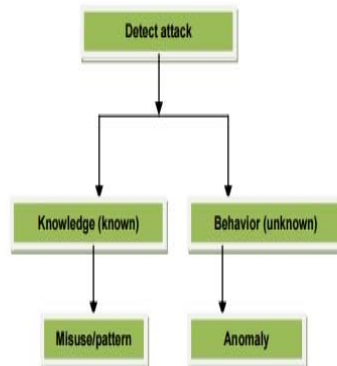 Detect attack
Knowledge (known)
Behavior (unknown)
Misuse/pattern
Anomaly